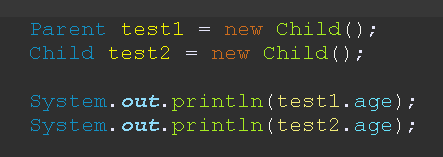 Parent test1 = new Child();
Child test2 = new Child();
System.out.println(test1.age);
System.out.println(test2.age);